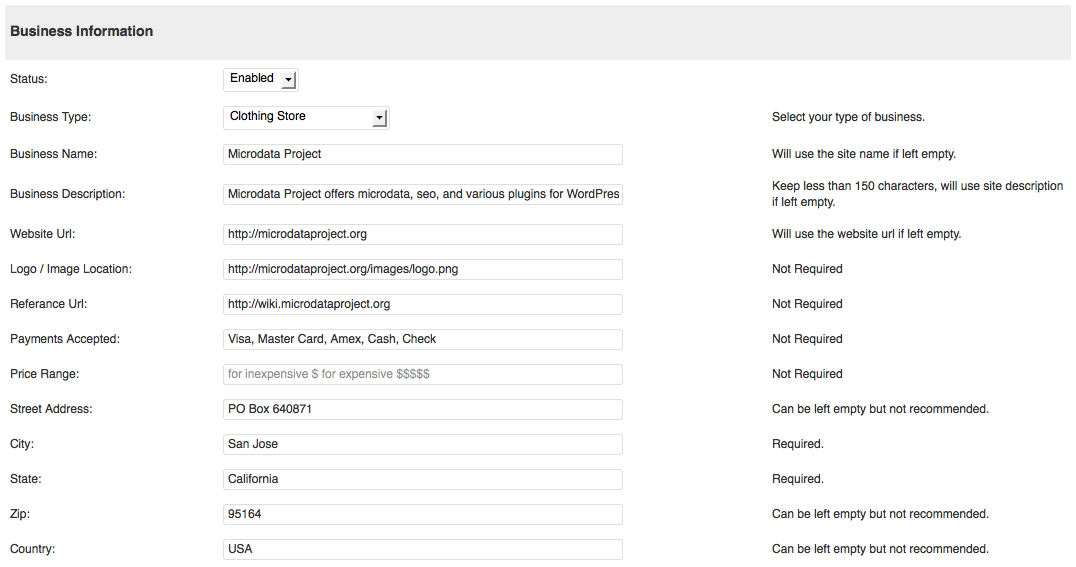 Business Information
Status: Enabled
Business Type: Clothing Store Select your type of business.
Business Name: Microdata Project Will use the site name if left empty.
Business Description: Microdata Project offers microdata, seo, and various plugins for WordPres Keep less than 150 characters, will use site description
if left empty.
Website Url: http://microdataproject.org Will use the website url if left empty.
Logo / Image Location: http://microdataproject.org/images/logo.png Not Required
Referance Url: http://wiki.microdataproject.org Not Required
Payments Accepted: Visa, Master Card, Amex, Cash, Check Not Required
Price Range: for inexpensive $ for expensive $$$$$ Not Required
Street Address: PO Box 640871 Can be left empty but not recommended.
City: San Jose Required.
State: California Required.
Zip: 95164 Can be left empty but not recommended.
Country: USA Can be left empty but not recommended.